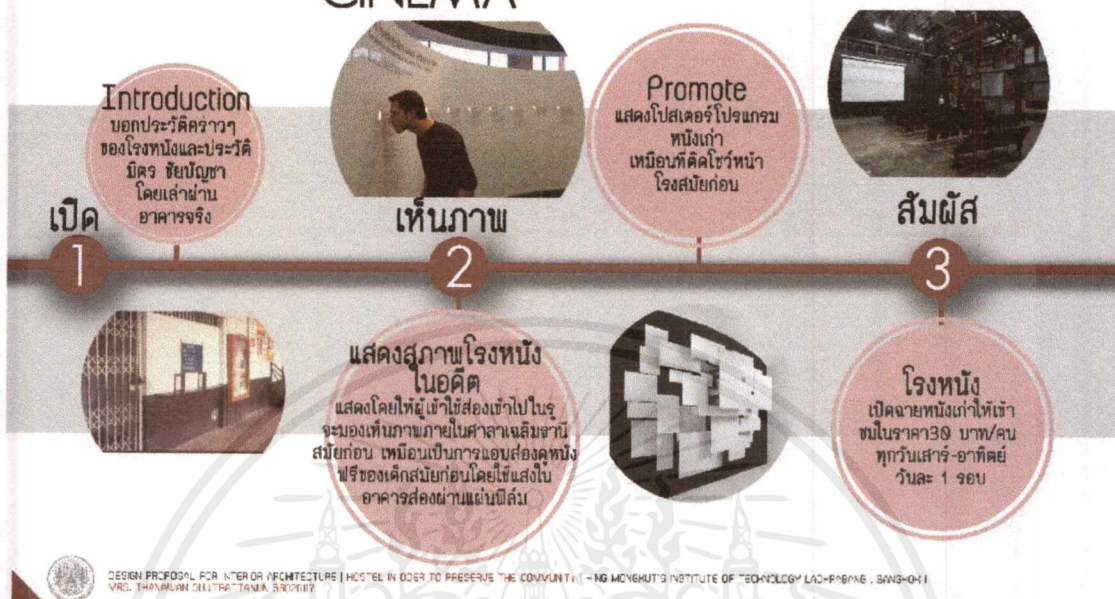 CINEMA
Introduction
บอกประวัติคร่าวๆ
ของโรงหนังและประวัติ
มิตร ชัยบัญชา
โดยเล่าผ่าน
อาคารจริง
เปิด
1
เห็นภาพ
2
Promote
แสดงโปสเตอร์โปรแกรม
หนังเก่า
เหมือนที่ติดโชว์หน้า
โรงสมัยก่อน
สัมผัส
3
แสดงสภาพโรงหนัง
ในอดีต
แสดงโดยให้ผู้เข้าใช้ส่องเข้าไปในรู
จะมองเห็นภาพภายในศาลาเฉลิมธานี
สมัยก่อน เหมือนเป็นการแอบส่องดูหนัง
ฟรีของเด็กสมัยก่อนโดยใช้แสงใน
อาคารส่องผ่านแผ่นฟิล์ม
โรงหนัง
เปิดฉายหนังเก่าให้เข้า
ชมในราคา30 บาท/คน
ทุกวันเสาร์-อาทิตย์
วันละ 1 รอบ
DESIGN PROPOSAL FOR INTERIOR ARCHITECTURE | HOSTEL IN ODER TO PRESERVE THE COMMUNITY | KING MONGKUT'S INSTITUTE OF TECHNOLOGY LADKRABANG , BANGKOK |